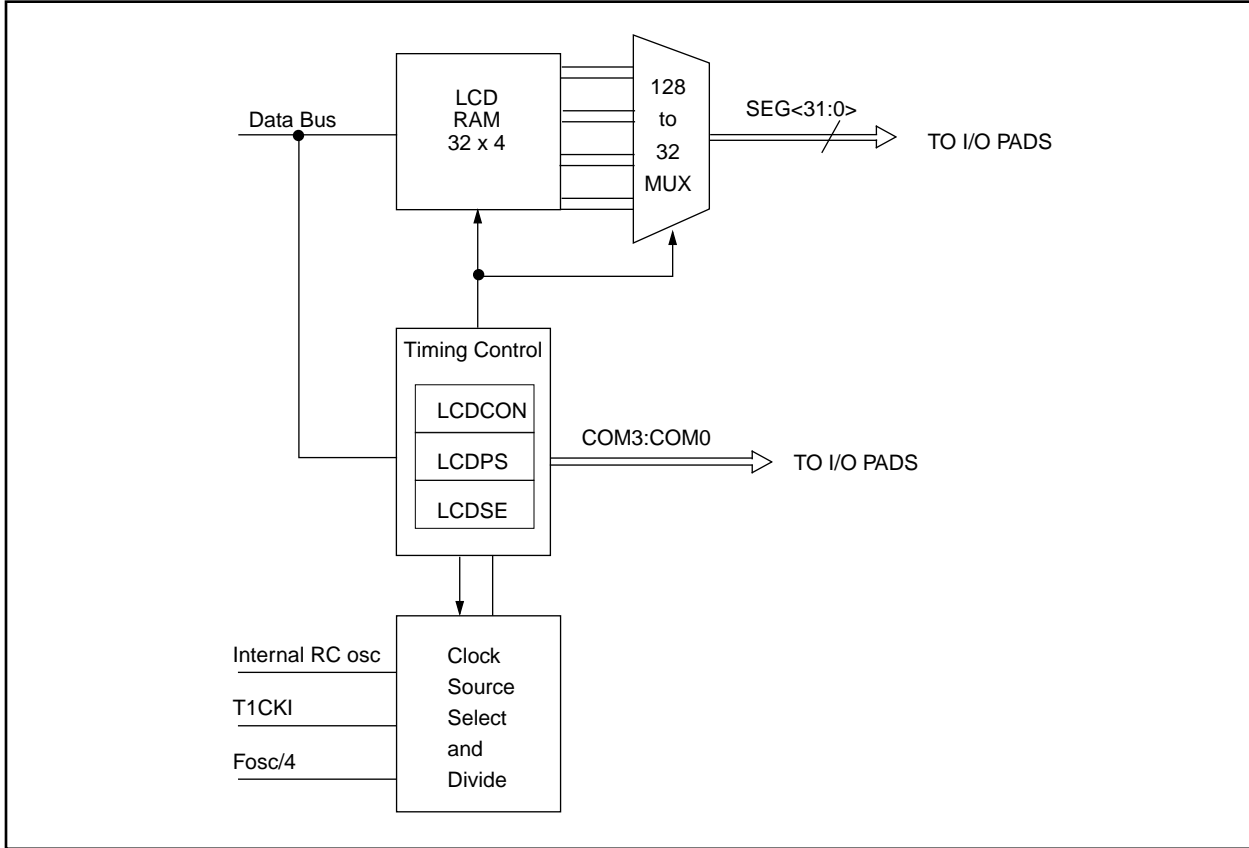 Data Bus
LCD
RAM
32 x 4
128
to
32
MUX
SEG<31:0>
TO I/O PADS
Timing Control
LCDCON
LCDPS
LCDSE
COM3:COM0
TO I/O PADS
Internal RC osc
T1CKI
Fosc/4
Clock
Source
Select
and
Divide